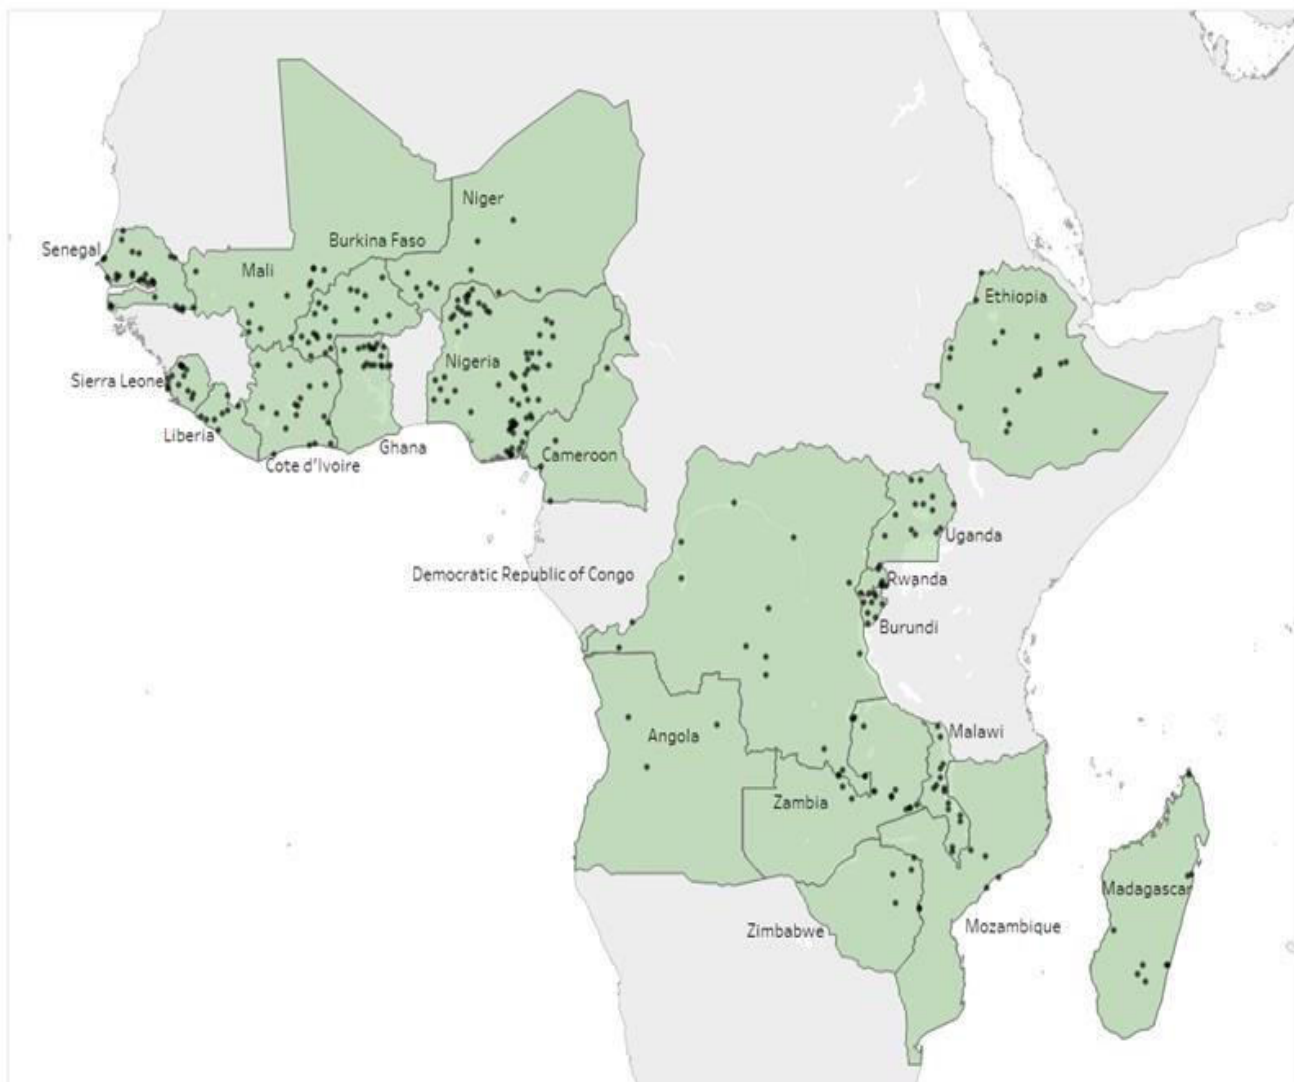 Niger
Burkina Faso
Senegal
Mali
Ethiopia
Nigeria
Sierra Leone
Liberia
Ghana
Cote d'Ivoire
Cameroon
Uganda
Democratic Republic of Congo
Rwanda
Burundi
Malawi
Angola
Zambia
Madagascar
Mozambique
Zimbabwe